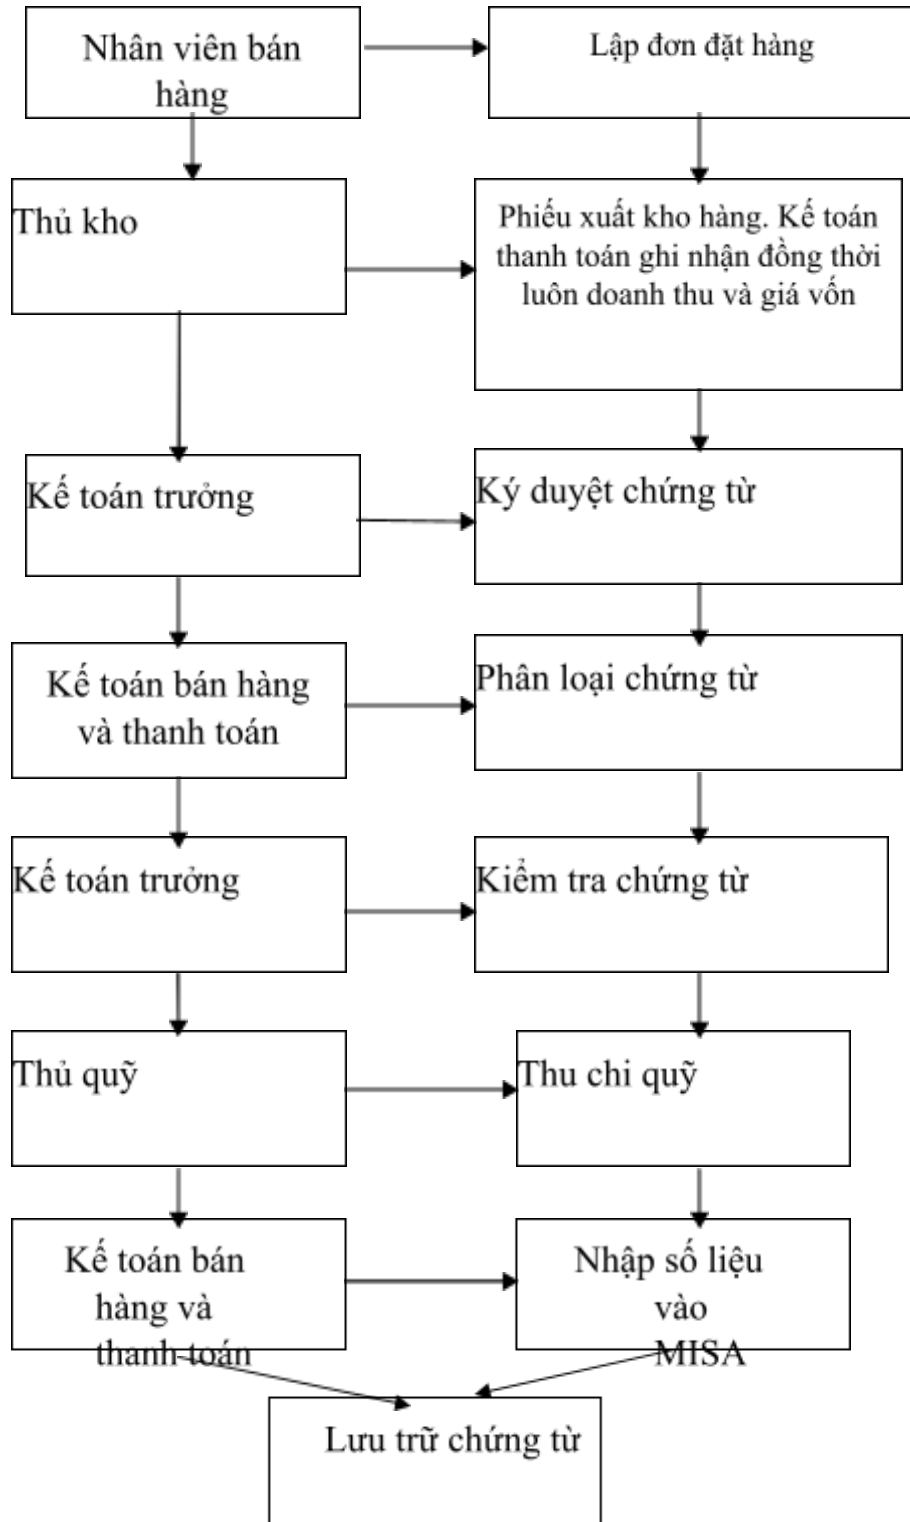 Nhân viên bán
hàng
Lập đơn đặt hàng
Thủ kho
Phiếu xuất kho hàng. Kế toán
thanh toán ghi nhận đồng thời
luôn doanh thu và giá vốn
Kế toán trưởng
Ký duyệt chứng từ
Kế toán bán hàng
và thanh toán
Phân loại chứng từ
Kế toán trưởng
Kiểm tra chứng từ
Thủ quỹ
Thu chi quỹ
Kế toán bán
hàng và
thanh toán
Nhập số liệu
vào
MISA
Lưu trữ chứng từ